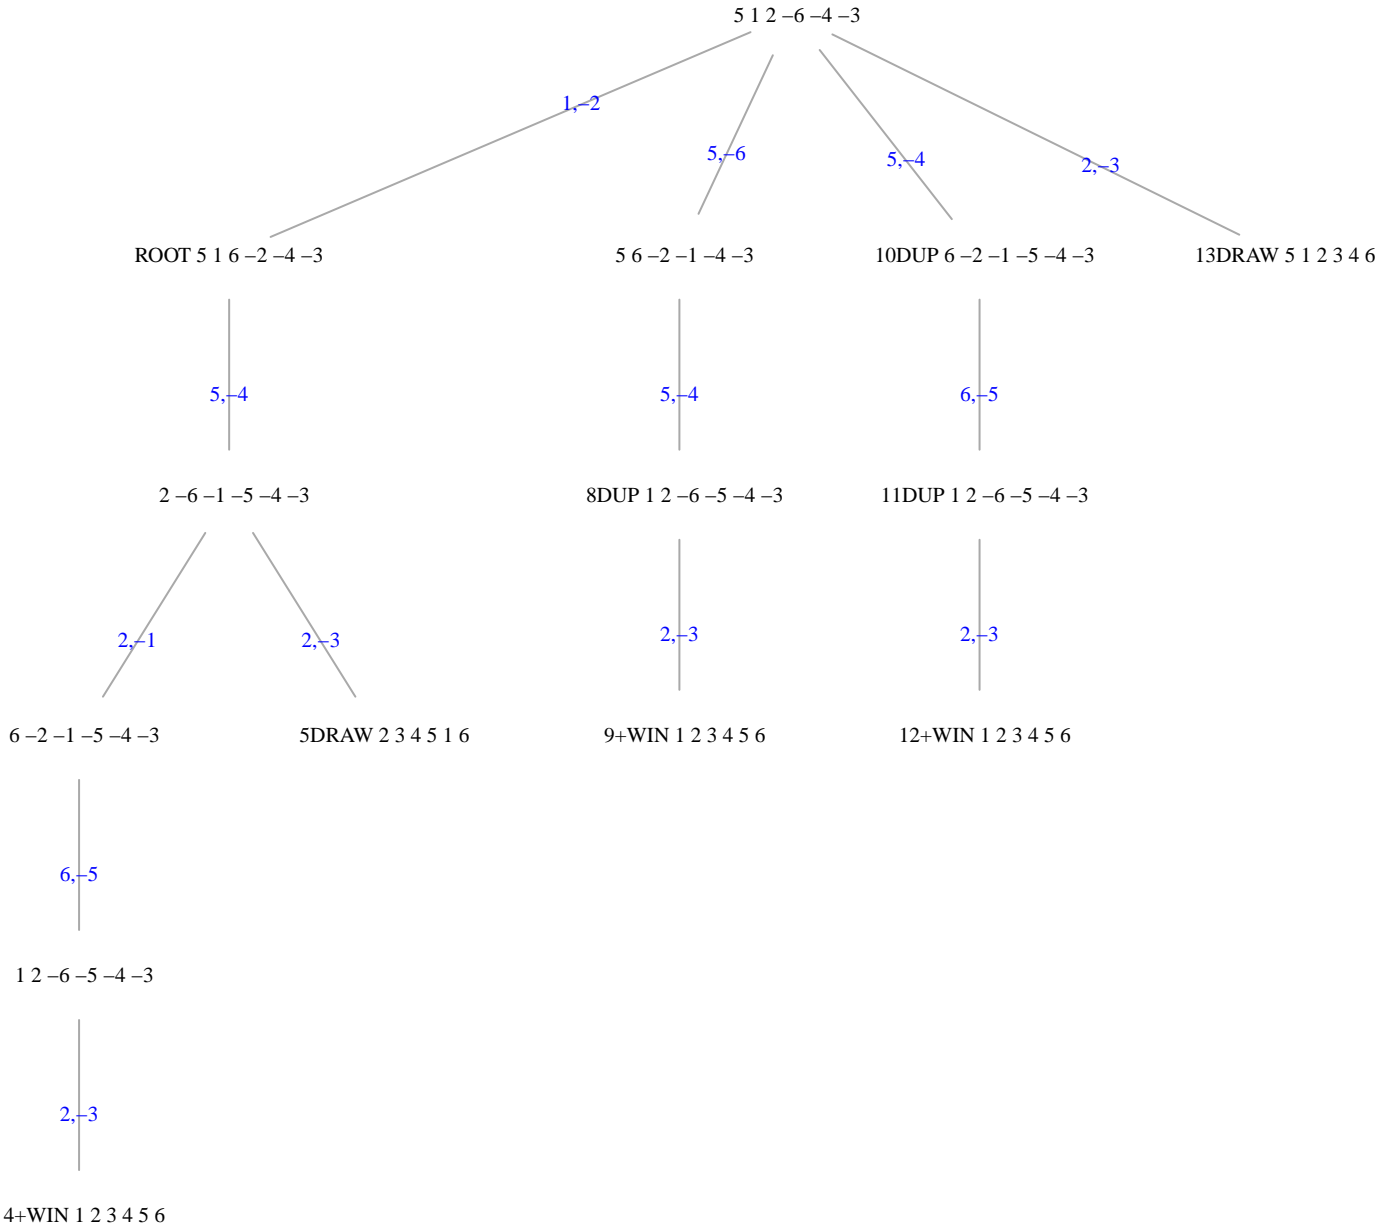 5 1 2 –6 –4 –3
1,–2
5,–6
5,–4
2,–3
ROOT 5 1 6 –2 –4 –3
5 6 –2 –1 –4 –3
10DUP 6 –2 –1 –5 –4 –3
13DRAW 5 1 2 3 4 6
5,–4
5,–4
6,–5
2 –6 –1 –5 –4 –3
8DUP 1 2 –6 –5 –4 –3
11DUP 1 2 –6 –5 –4 –3
2,–1
2,–3
2,–3
2,–3
6 –2 –1 –5 –4 –3
5DRAW 2 3 4 5 1 6
9+WIN 1 2 3 4 5 6
12+WIN 1 2 3 4 5 6
6,–5
1 2 –6 –5 –4 –3
2,–3
4+WIN 1 2 3 4 5 6